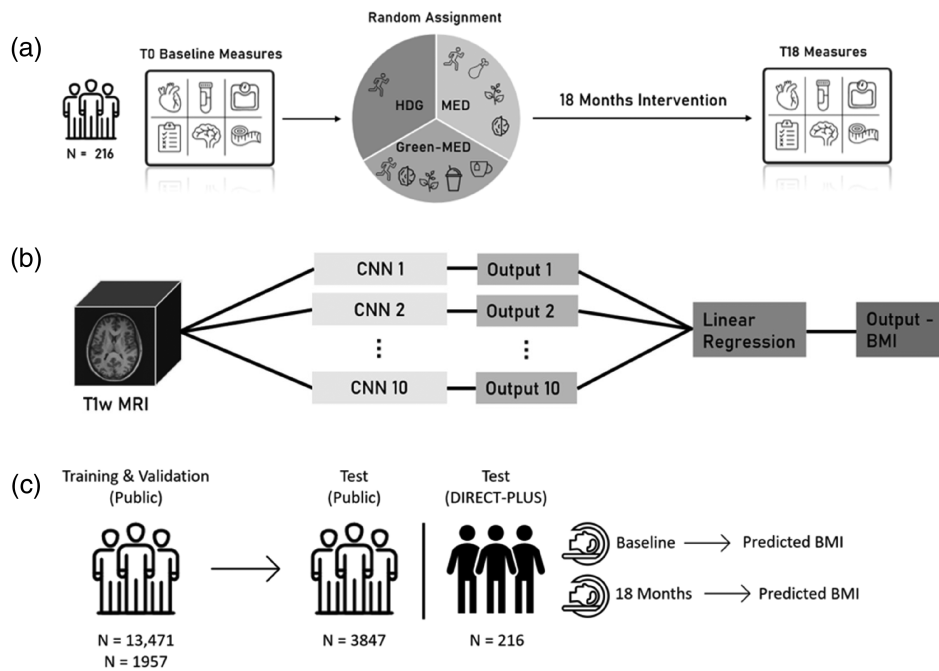 (a)
Random Assignment
T0 Baseline Measures
T18 Measures
N = 216
HDG
MED
Green-MED
18 Months Intervention
(b)
CNN 1
Output 1
CNN 2
Output 2
⋮
⋮
CNN 10
Output 10
Linear
Regression
Output -
BMI
T1w MRI
(c)
Training & Validation
(Public)
Test
(Public)
Test
(DIRECT-PLUS)
Baseline
Predicted BMI
18 Months
Predicted BMI
N = 13,471
N = 1957
N = 3847
N = 216